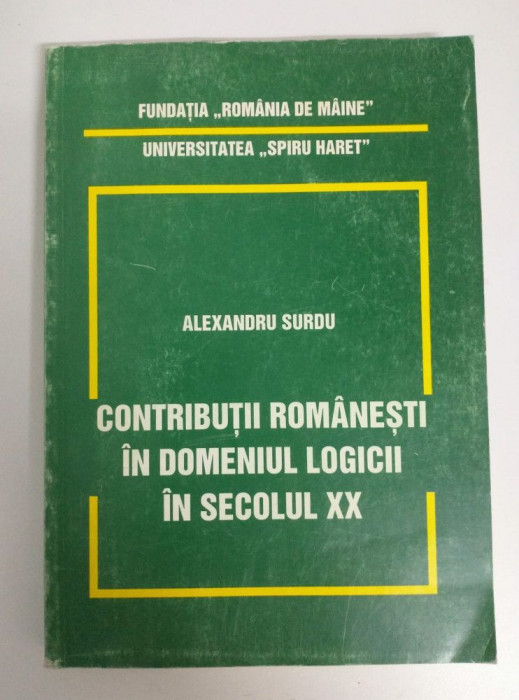 FUNDAȚIA „ROMÂNIA DE MÂINE”
UNIVERSITATEA „SPIRU HARET”
ALEXANDRU SURDU
CONTRIBUȚII ROMÂNEȘTI
ÎN DOMENIUL LOGICII
ÎN SECOLUL XX